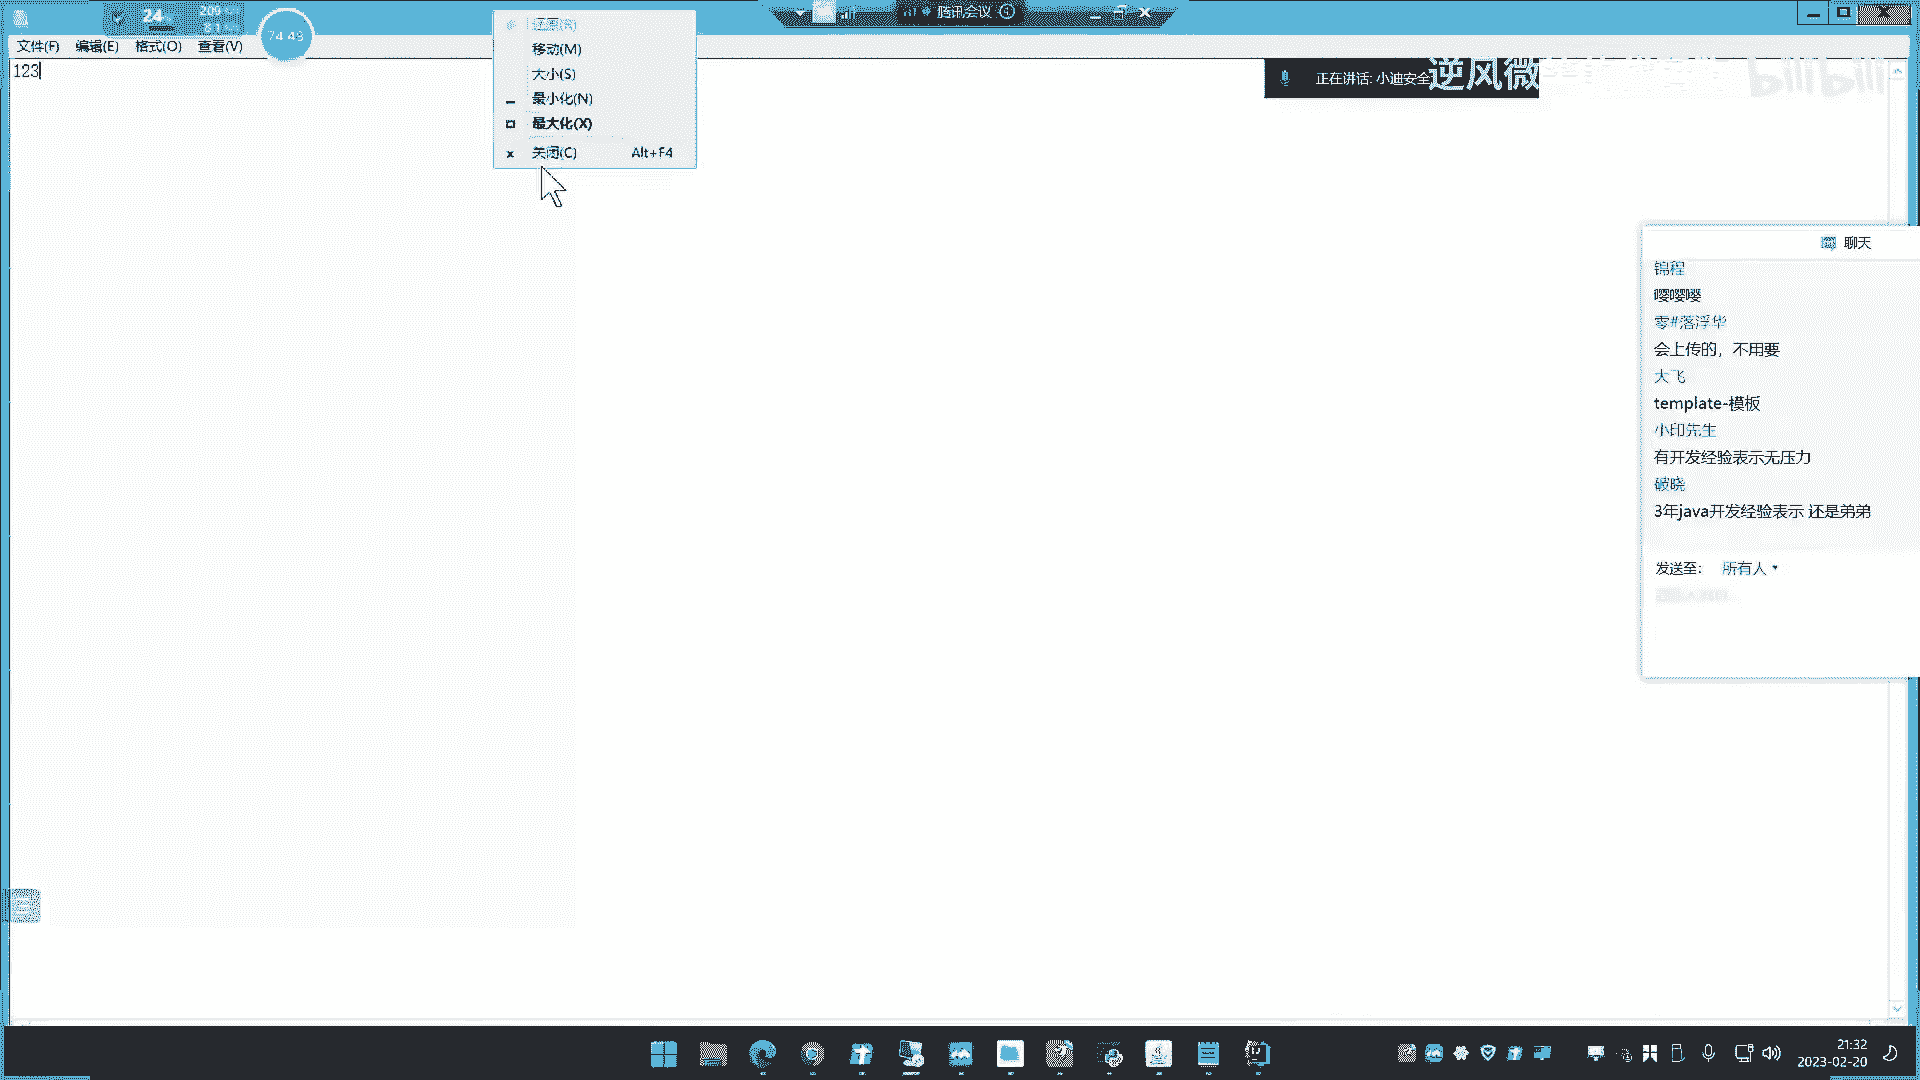 24
209
74:43
文件(F) 编辑(E) 格式(O) 查看(V)
123
还原(R)
移动(M)
大小(S)
最小化(N)
最大化(X)
关闭(C) Alt+F4
腾讯会议
正在讲话: 小迪安全
逆风微
bilibili
聊天
锦程
嘤嘤嘤
零#落浮华
会上传的，不用要
大飞
template-模板
小印先生
有开发经验表示无压力
破晓
3年java开发经验表示 还是弟弟
发送至: 所有人
21:32
2023-02-20